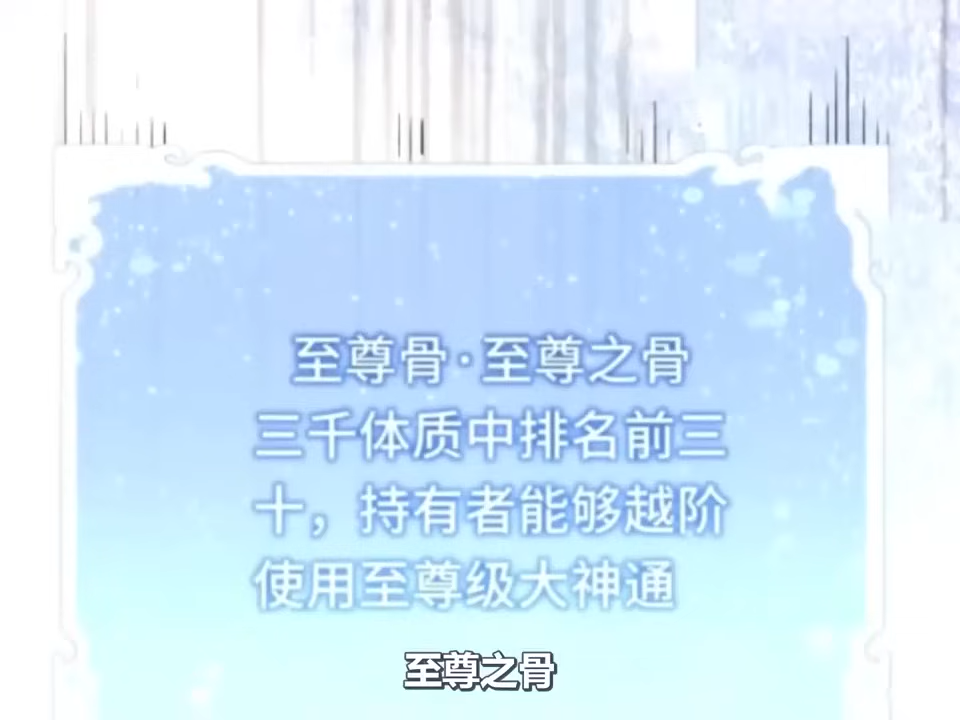 至尊骨·至尊之骨
三千体质中排名前三
十，持有者能够越阶
使用至尊级大神通
至尊之骨